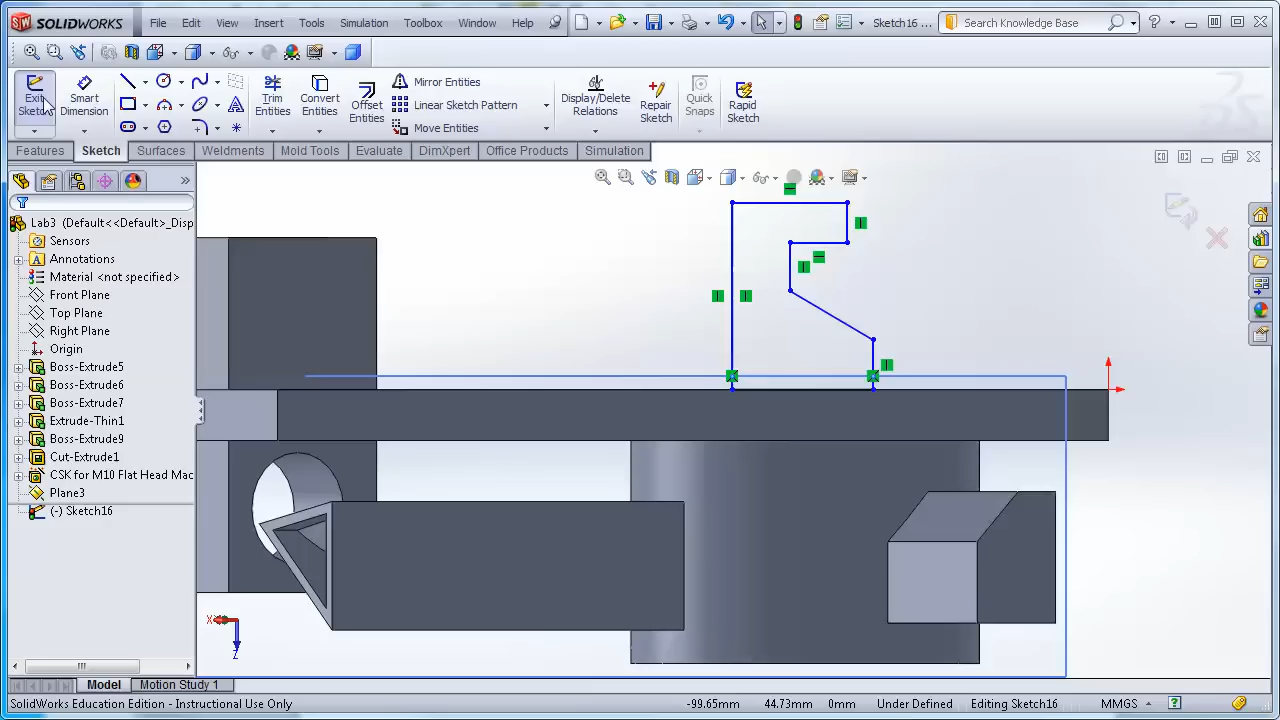 SOLIDWORKS File Edit View Insert Tools Simulation Toolbox Window Help Sketch16 ... Search Knowledge Base ?
Exit Sketch
Smart Dimension
Trim Entities
Convert Entities
Offset Entities
Mirror Entities
Linear Sketch Pattern
Move Entities
Display/Delete Relations
Repair Sketch
Quick Snaps
Rapid Sketch
Features Sketch Surfaces Weldments Mold Tools Evaluate DimXpert Office Products Simulation
Lab3 (Default<<Default>_Disp
Sensors
Annotations
Material <not specified>
Front Plane
Top Plane
Right Plane
Origin
Boss-Extrude5
Boss-Extrude6
Boss-Extrude7
Extrude-Thin1
Boss-Extrude9
Cut-Extrude1
CSK for M10 Flat Head Mac
Plane3
(-) Sketch16
X
Z
Model Motion Study 1
SolidWorks Education Edition - Instructional Use Only -99.65mm 44.73mm 0mm Under Defined Editing Sketch16 MMGS ?